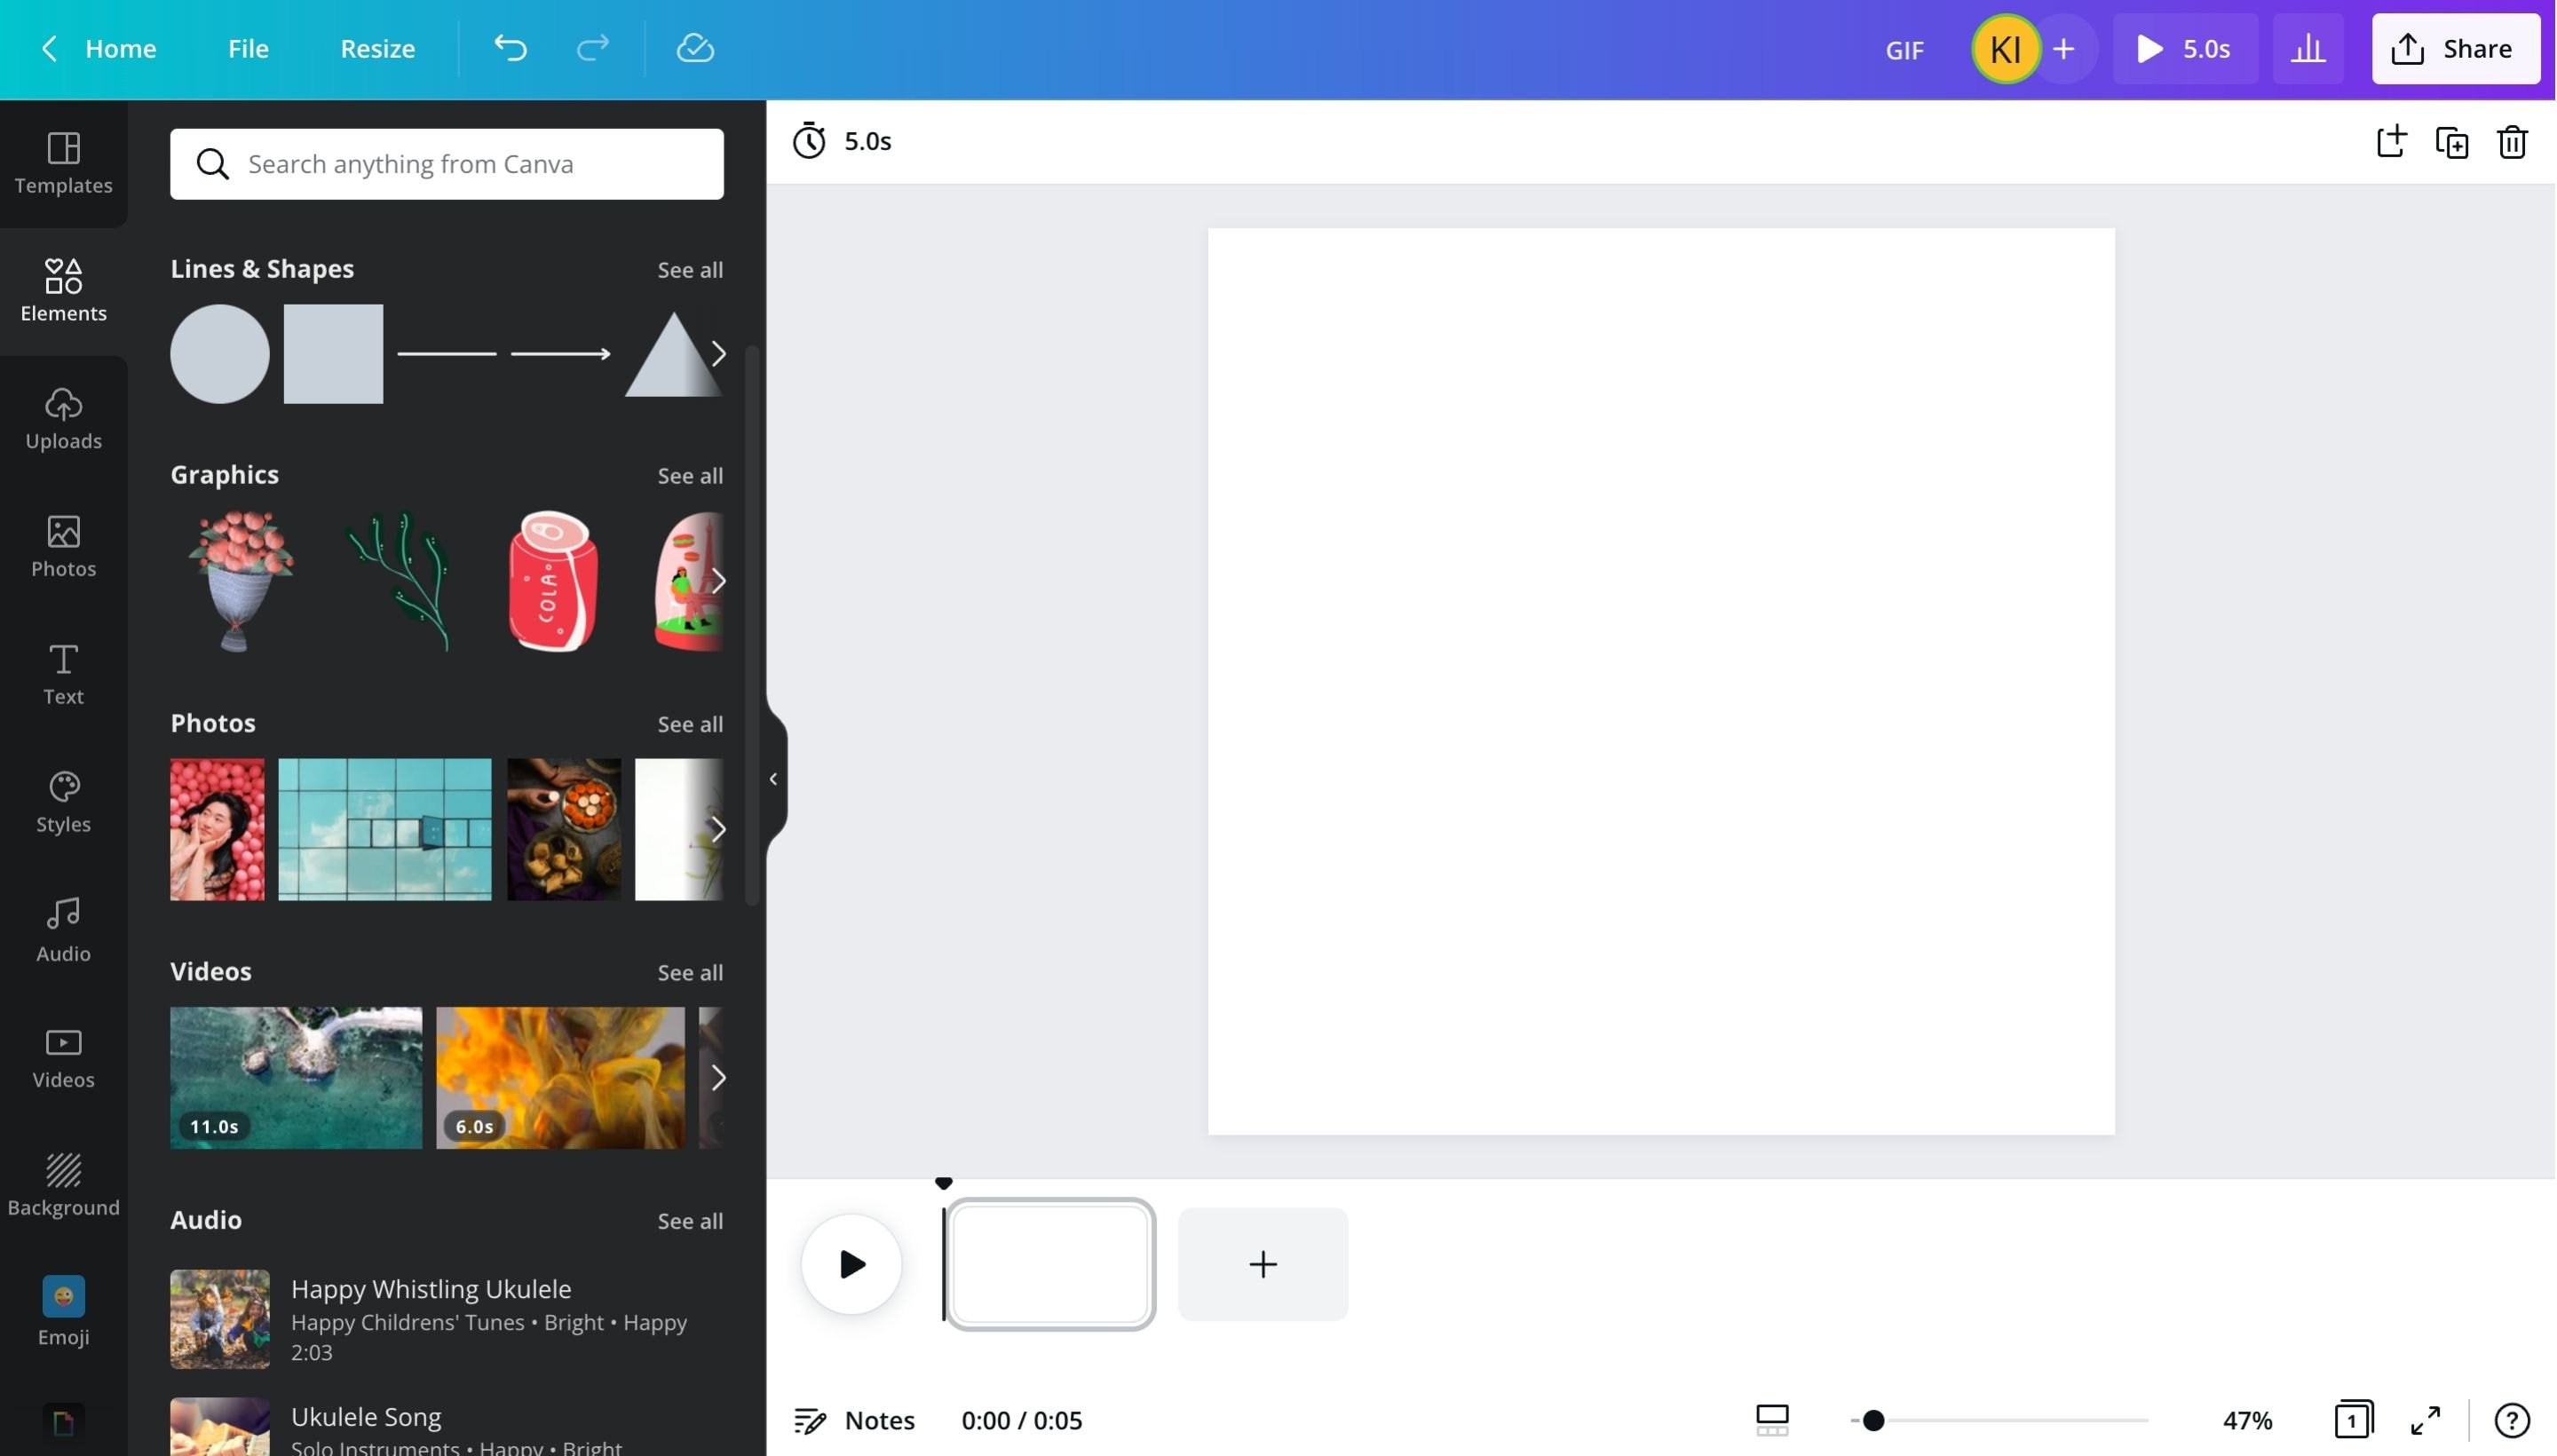 Home
File
Resize
GIF
KI
5.0s
Share
Templates
Elements
Uploads
Photos
Text
Styles
Audio
Videos
Background
Emoji
Search anything from Canva
Lines & Shapes
See all
Graphics
See all
COLA
Photos
See all
Videos
See all
11.0s
6.0s
Audio
See all
Happy Whistling Ukulele
Happy Childrens' Tunes • Bright • Happy
2:03
Ukulele Song
Solo Instruments • Happy • Bright
5.0s
Notes
0:00 / 0:05
47%
1
?